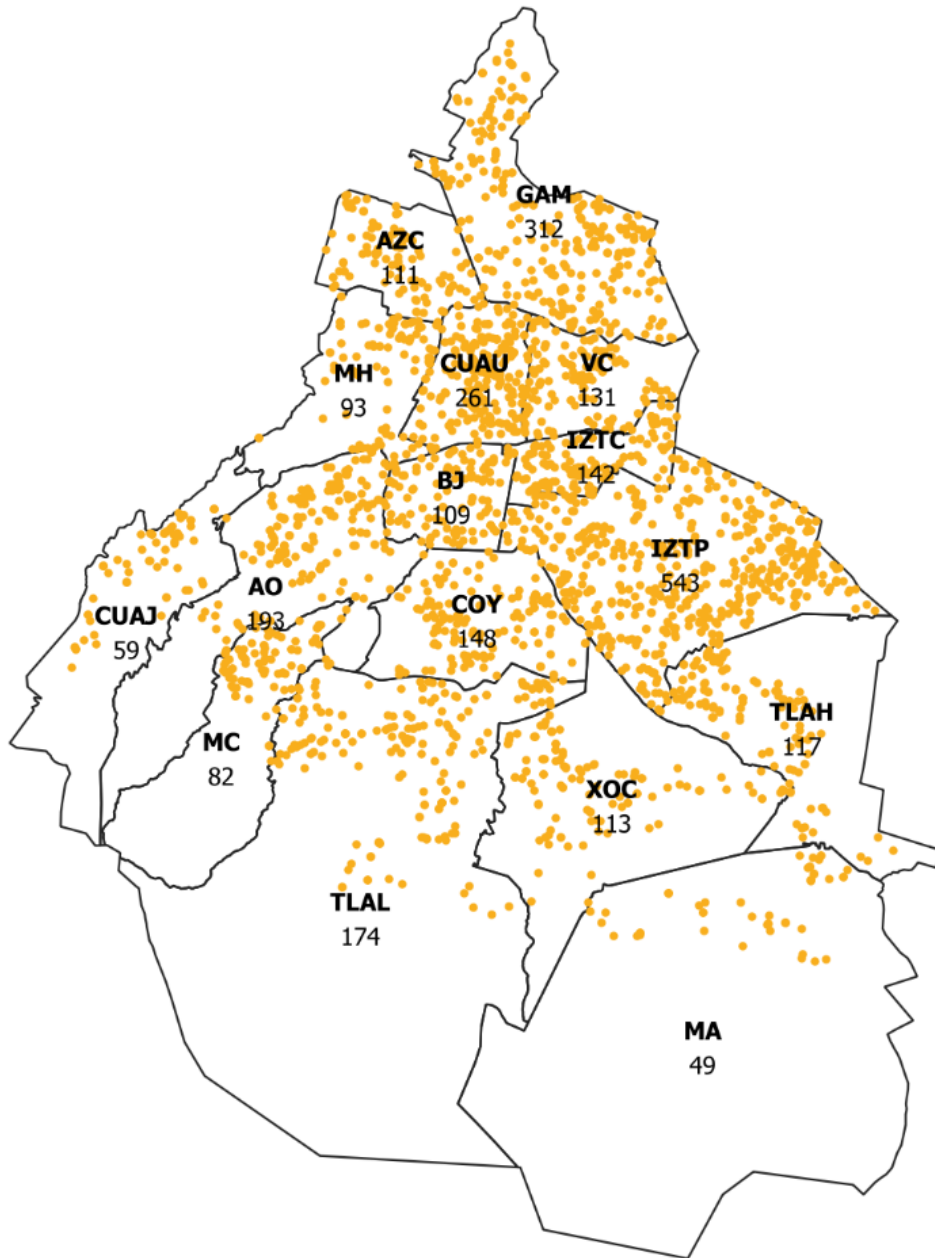 GAM
312
AZC
111
CUAU
261
VC
131
MH
93
IZTC
142
BJ
109
IZTP
543
AO
193
COY
148
CUAJ
59
TLAH
117
MC
82
XOC
113
TLAL
174
MA
49